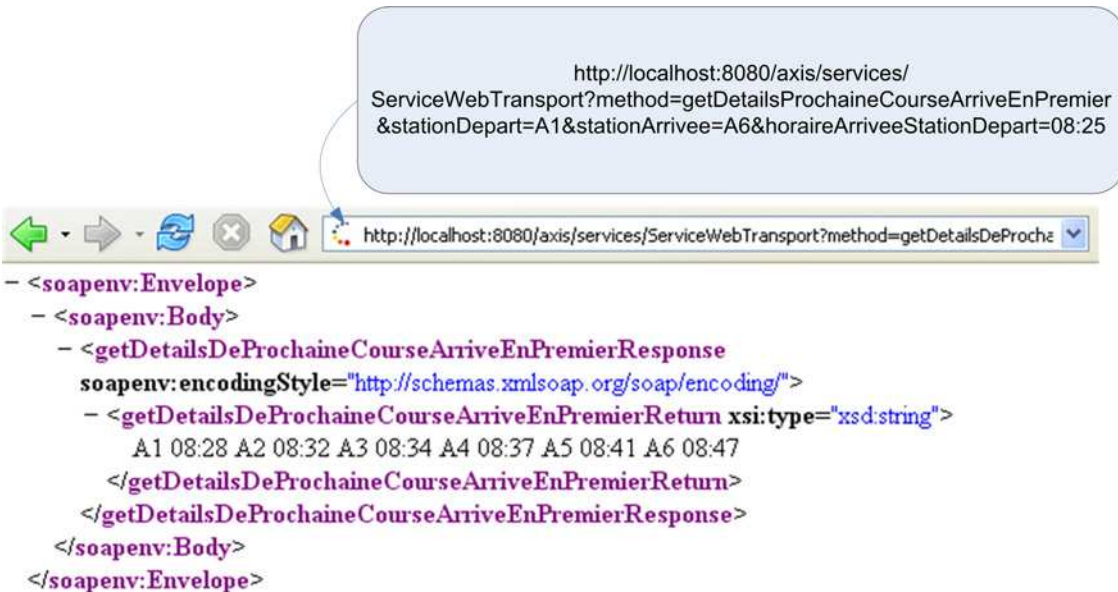 http://localhost:8080/axis/services/
ServiceWebTransport?method=getDetailsProchaineCourseArriveEnPremier
&stationDepart=A1&stationArrivee=A6&horaireArriveeStationDepart=08:25
http://localhost:8080/axis/services/ServiceWebTransport?method=getDetailsDeProcha
− <soapenv:Envelope>
− <soapenv:Body>
− <getDetailsDeProchaineCourseArriveEnPremierResponse
soapenv:encodingStyle="http://schemas.xmlsoap.org/soap/encoding/">
− <getDetailsDeProchaineCourseArriveEnPremierReturn xsi:type="xsd:string">
A1 08:28 A2 08:32 A3 08:34 A4 08:37 A5 08:41 A6 08:47
</getDetailsDeProchaineCourseArriveEnPremierReturn>
</getDetailsDeProchaineCourseArriveEnPremierResponse>
</soapenv:Body>
</soapenv:Envelope>